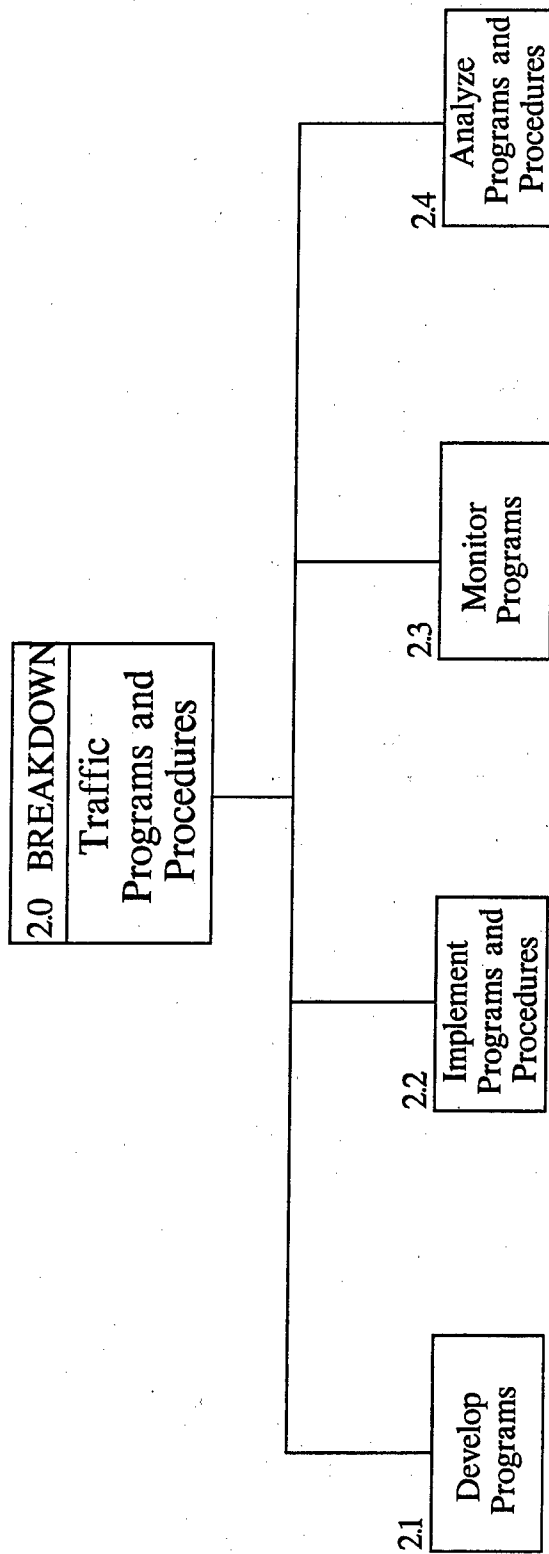 2.0 BREAKDOWN
Traffic
Programs and
Procedures
2.1
Develop
Programs
2.2
Implement
Programs and
Procedures
2.3
Monitor
Programs
2.4
Analyze
Programs and
Procedures